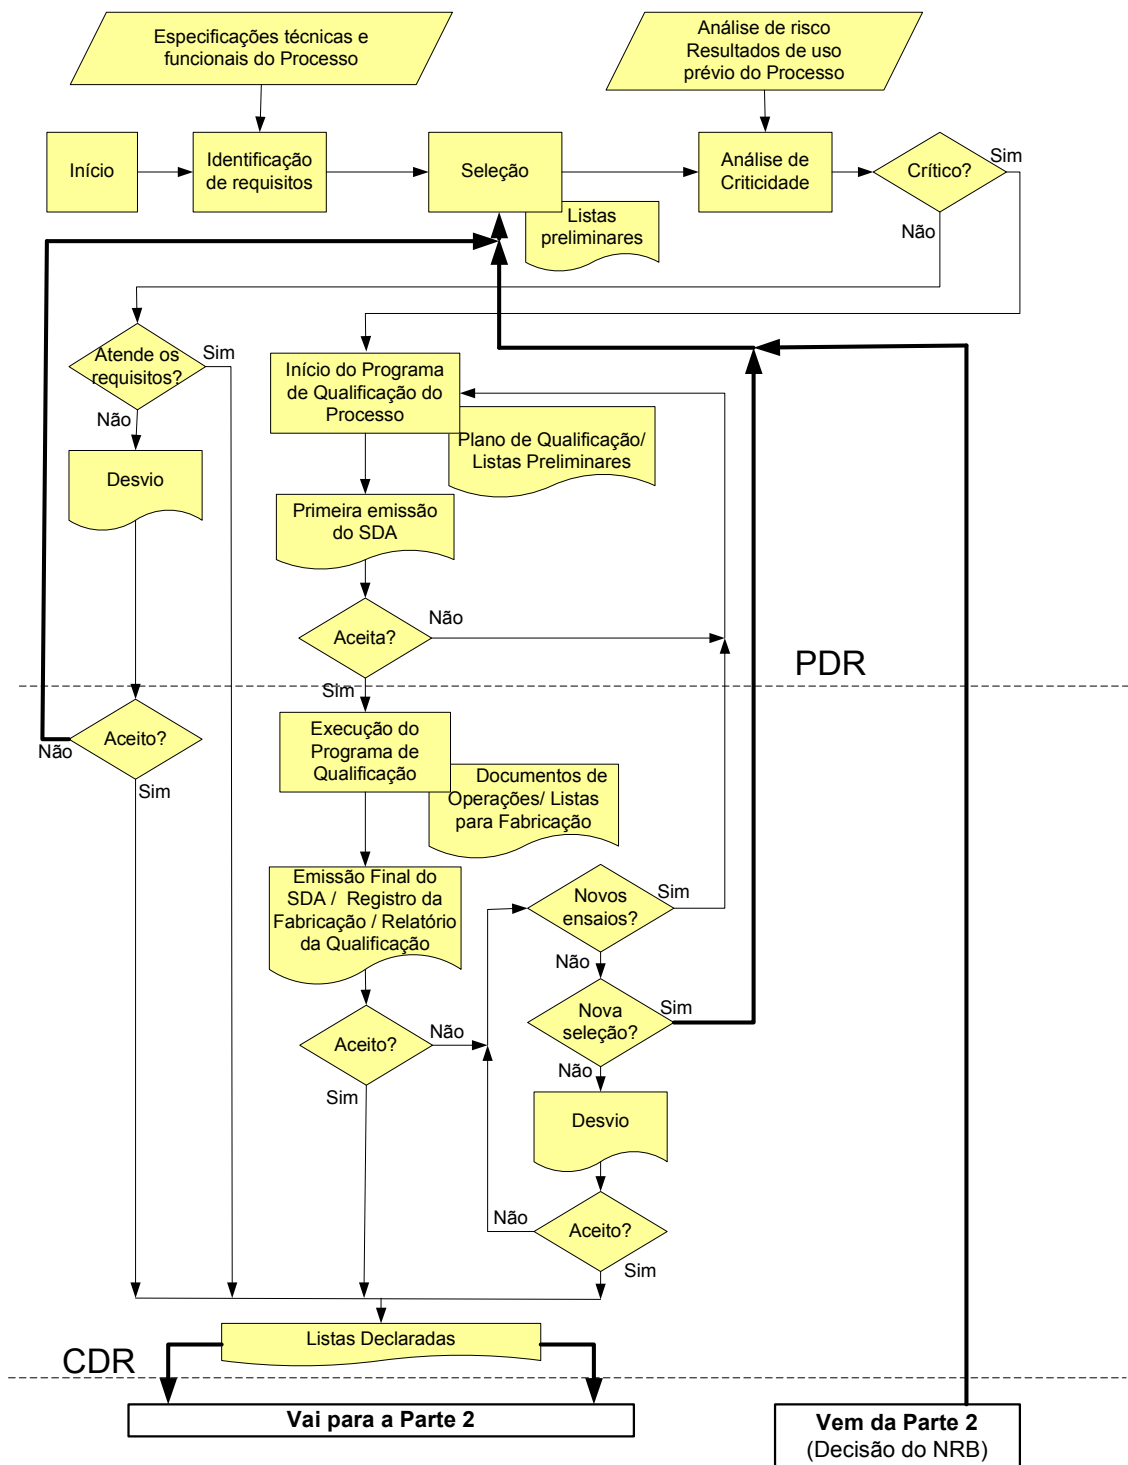 Especificações técnicas e
funcionais do Processo
Análise de risco
Resultados de uso
prévio do Processo
Início
Identificação
de requisitos
Seleção
Listas
preliminares
Análise de
Criticidade
Crítico?
Sim
Não
Atende os
requisitos?
Sim
Não
Desvio
Início do Programa
de Qualificação do
Processo
Plano de Qualificação/
Listas Preliminares
Primeira emissão
do SDA
Aceita?
Não
Sim
PDR
Aceito?
Não
Sim
Execução do
Programa de
Qualificação
Documentos de
Operações/ Listas
para Fabricação
Emissão Final do
SDA / Registro da
Fabricação / Relatório
da Qualificação
Novos
ensaios?
Sim
Não
Nova
seleção?
Sim
Não
Aceito?
Não
Sim
Desvio
Aceito?
Não
Sim
Listas Declaradas
CDR
Vai para a Parte 2
Vem da Parte 2
(Decisão do NRB)